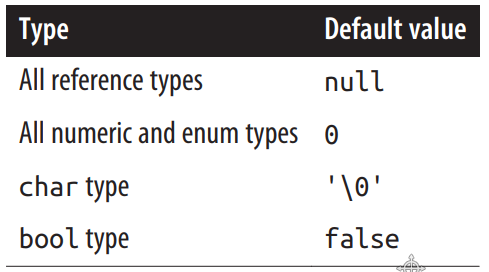 Type Default value
All reference types null
All numeric and enum types 0
char type '\0'
bool type false